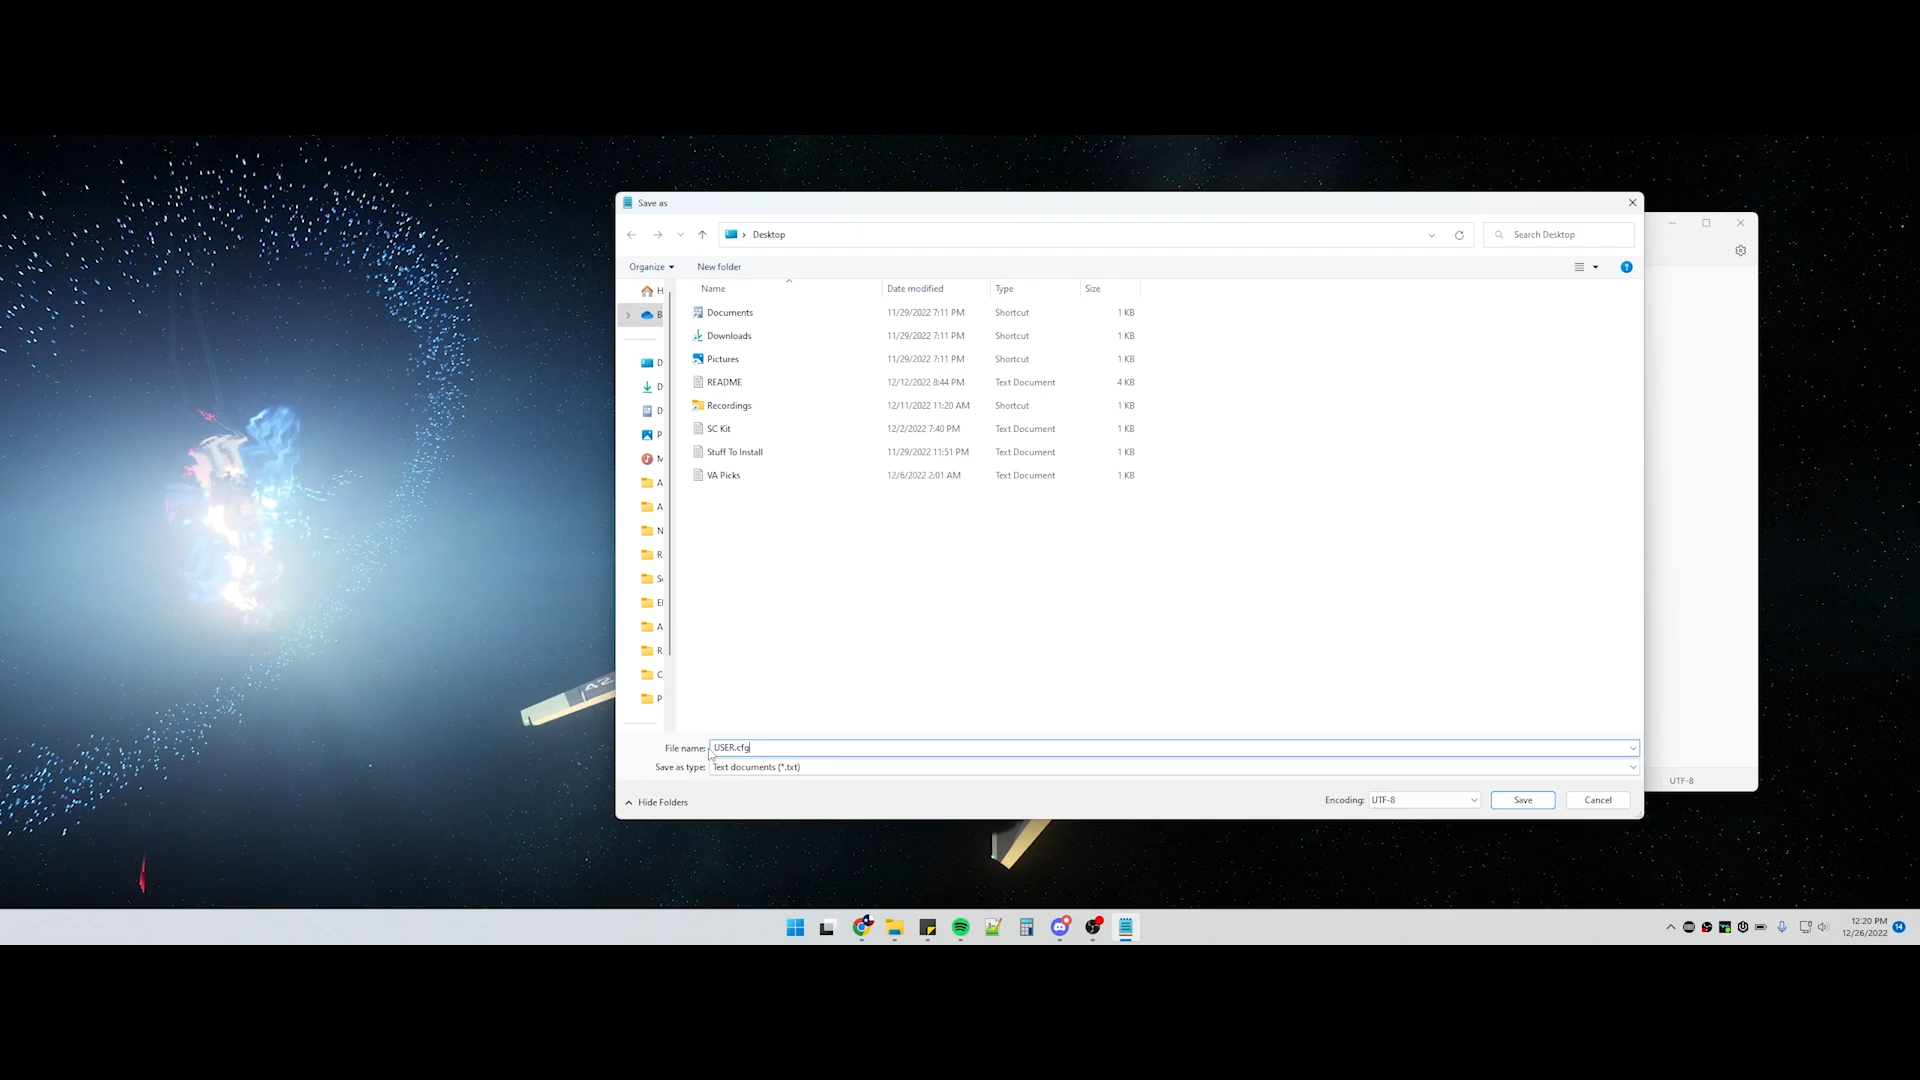 Save as
Desktop
Search Desktop
Organize
New folder
Name Date modified Type Size
Documents 11/29/2022 7:11 PM Shortcut 1 KB
Downloads 11/29/2022 7:11 PM Shortcut 1 KB
Pictures 11/29/2022 7:11 PM Shortcut 1 KB
README 12/12/2022 8:44 PM Text Document 4 KB
Recordings 12/11/2022 11:20 AM Shortcut 1 KB
SC Kit 12/2/2022 7:40 PM Text Document 1 KB
Stuff To Install 11/29/2022 11:51 PM Text Document 1 KB
VA Picks 12/6/2022 2:01 AM Text Document 1 KB
H
B
D
D
D
P
M
A
A
N
R
S
E
A
R
C
P
42
File name: USER.cfg
Save as type: Text documents (*.txt)
Hide Folders
Encoding: UTF-8
Save
Cancel
UTF-8
12:20 PM
12/26/2022
14